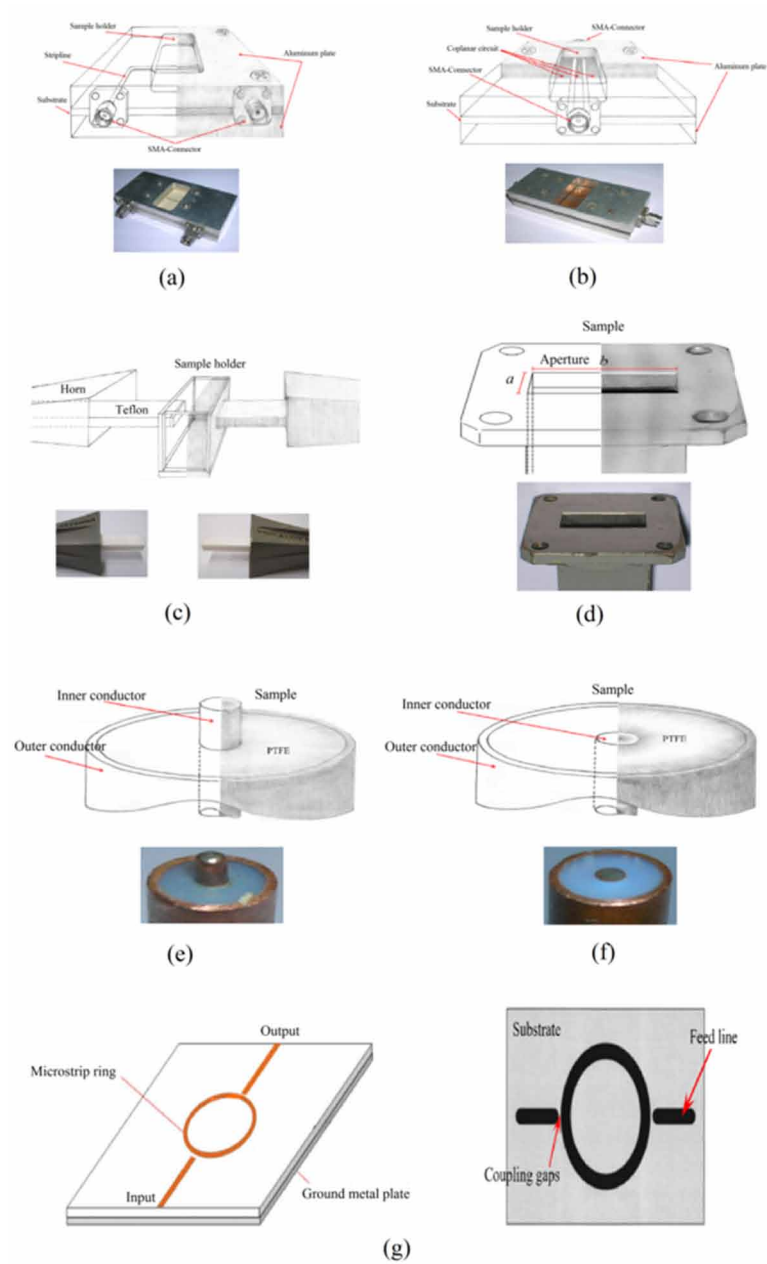 Sample holder
Stripline
Aluminum plate
Substrate
SMA-Connector
(a)
SMA-Connector
Sample holder
Coplanar circuit
SMA-Connector
Aluminum plate
Substrate
(b)
Sample holder
Horn
Teflon
(c)
Sample
Aperture b
a
(d)
Inner conductor
Sample
Outer conductor
PTFE
(e)
Sample
Inner conductor
Outer conductor
PTFE
(f)
Output
Microstrip ring
Input
Ground metal plate
Substrate
Feed line
Coupling gaps
(g)